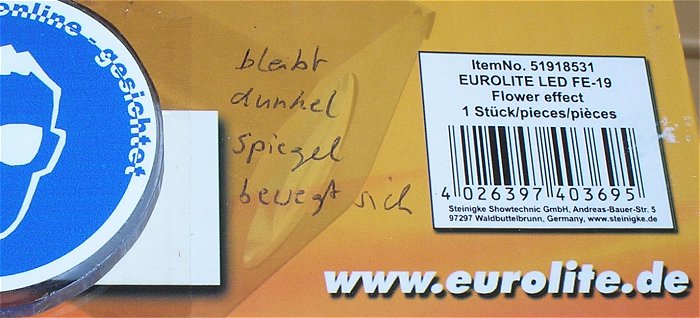 online - gesichtet
bleibt
dunkel
spiegel
bewegt sich
ItemNo. 51918531
EUROLITE LED FE-19
Flower effect
1 Stück/pieces/pièces
4 026397 403695
Steinigke Showtechnic GmbH, Andreas-Bauer-Str. 5
97297 Waldbüttelbrunn, Germany, www.steinigke.de
www.eurolite.de